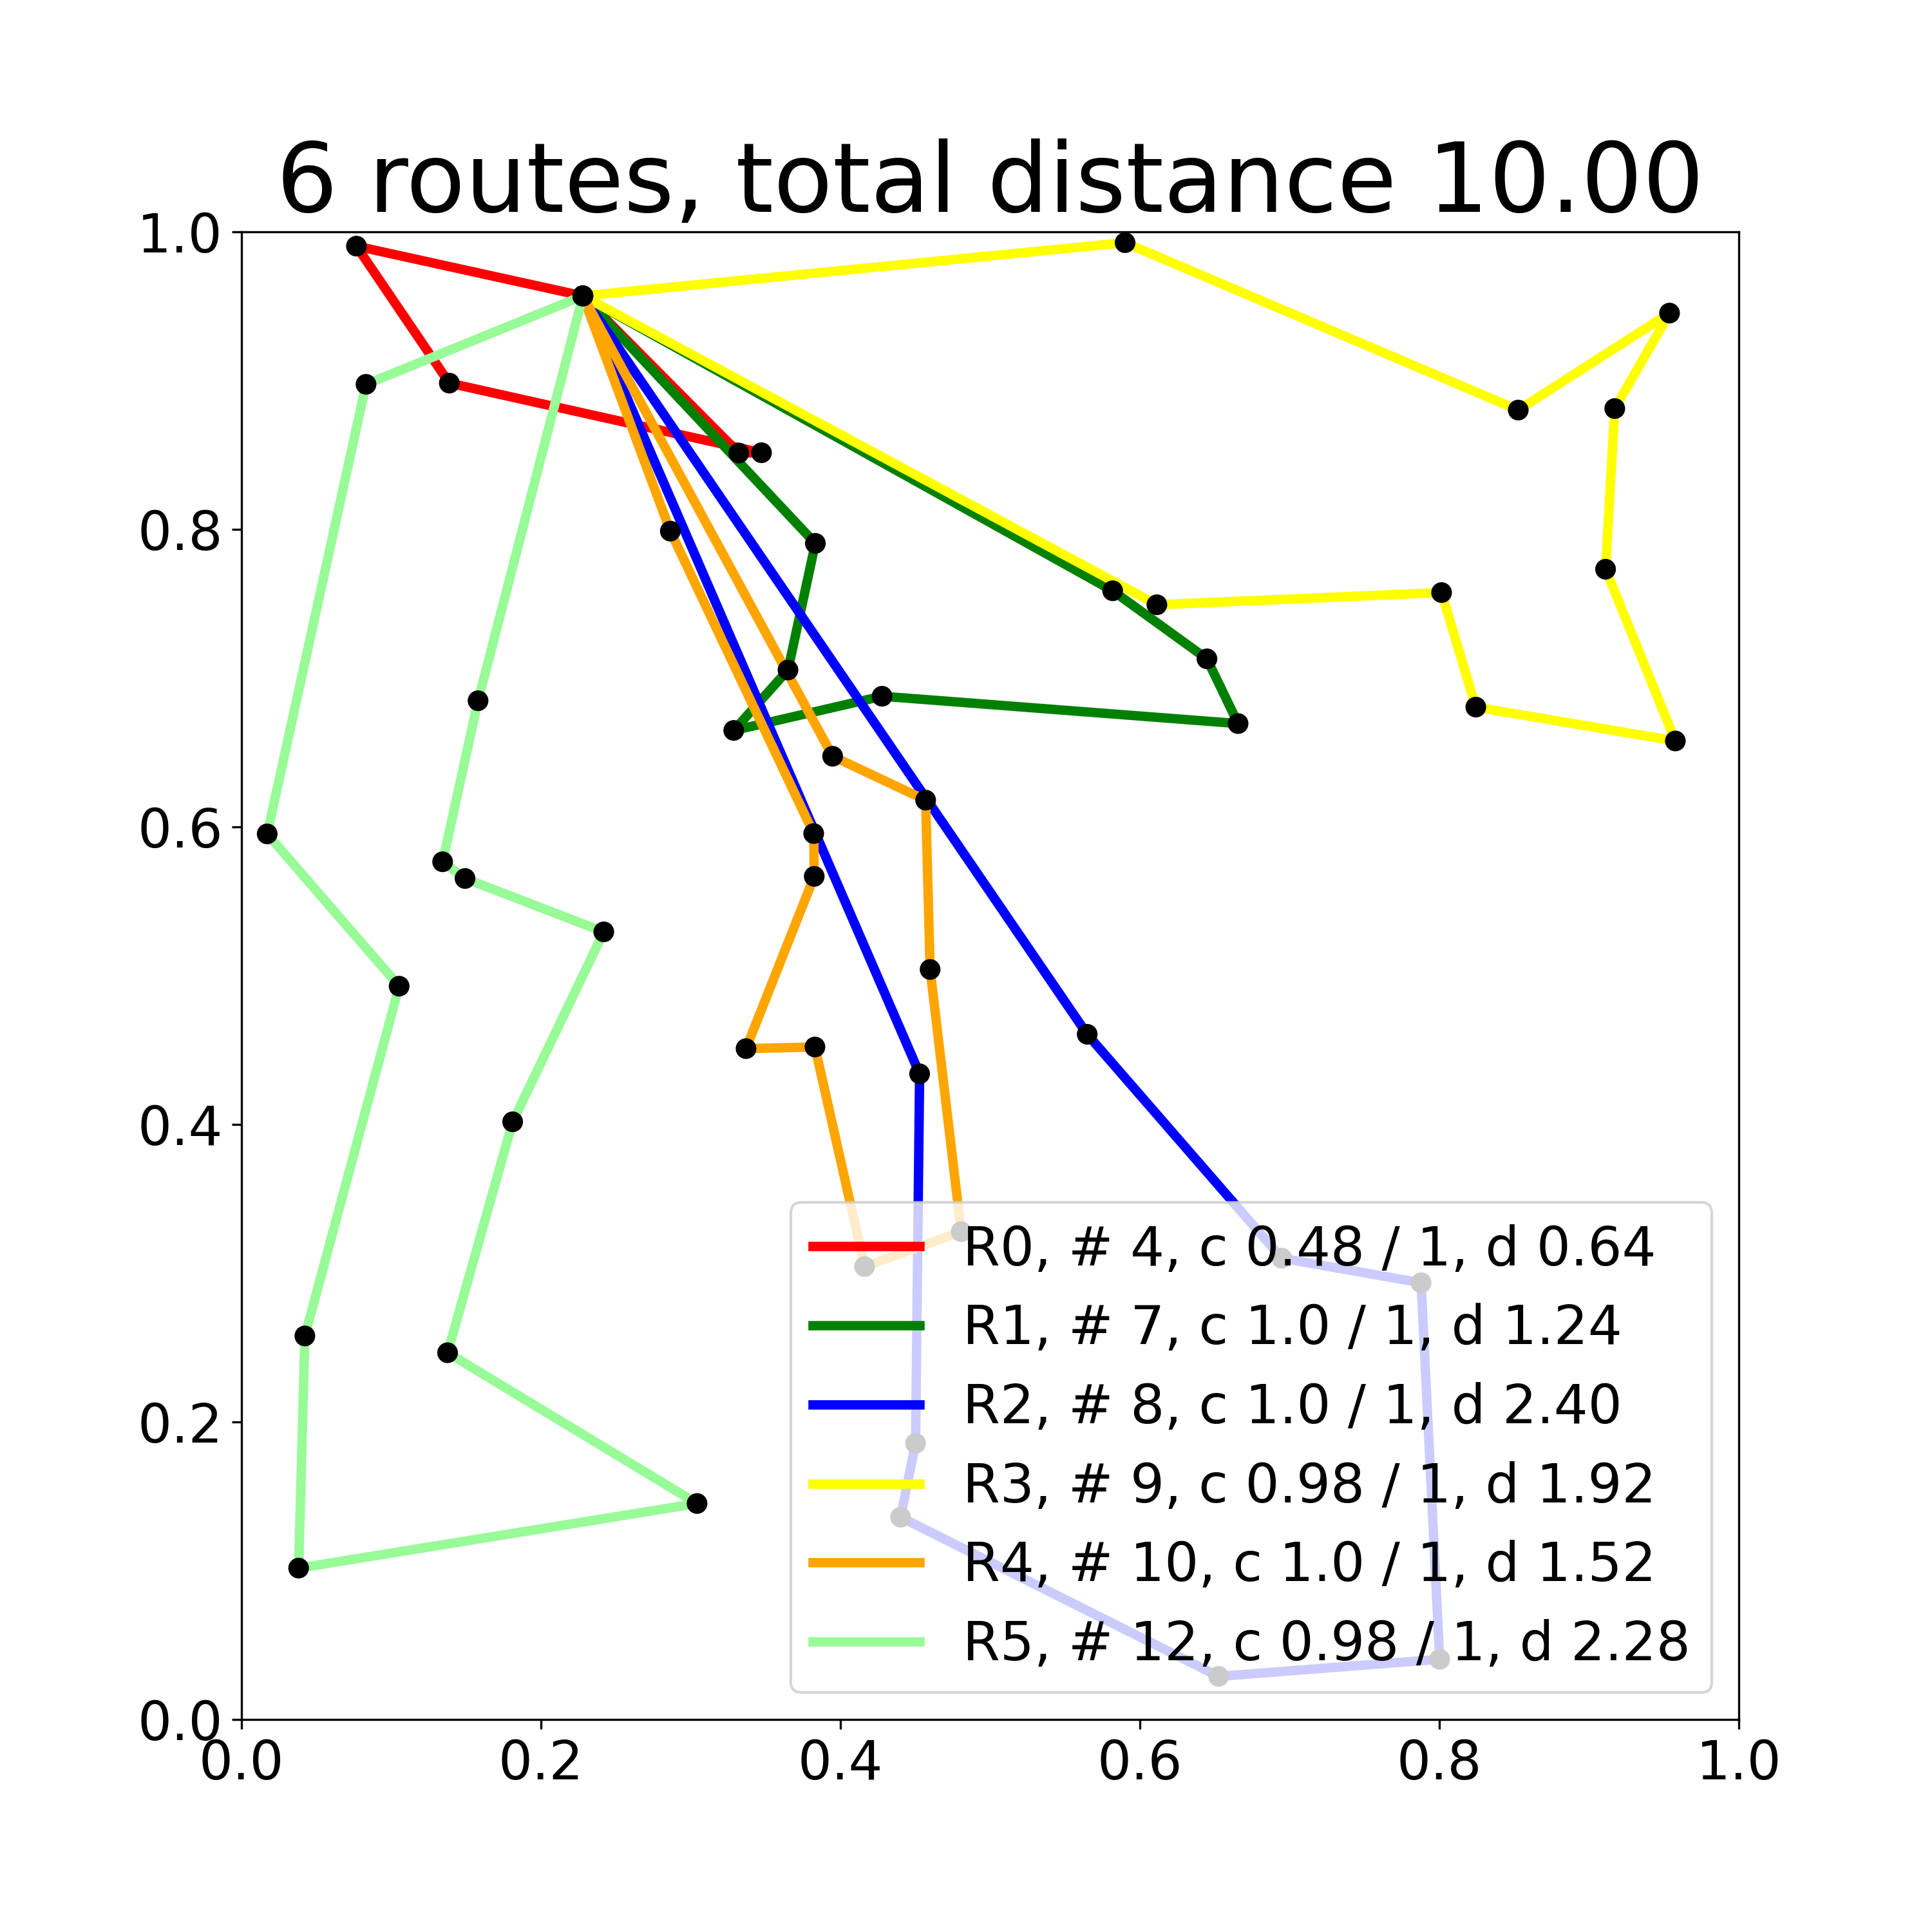 6 routes, total distance 10.00
1.0
0.8
0.6
0.4
0.2
0.0
R0, # 4, c 0.48 / 1, d 0.64
R1, # 7, c 1.0 / 1, d 1.24
R2, # 8, c 1.0 / 1, d 2.40
R3, # 9, c 0.98 / 1, d 1.92
R4, # 10, c 1.0 / 1, d 1.52
R5, # 12, c 0.98 / 1, d 2.28
0.0 0.2 0.4 0.6 0.8 1.0